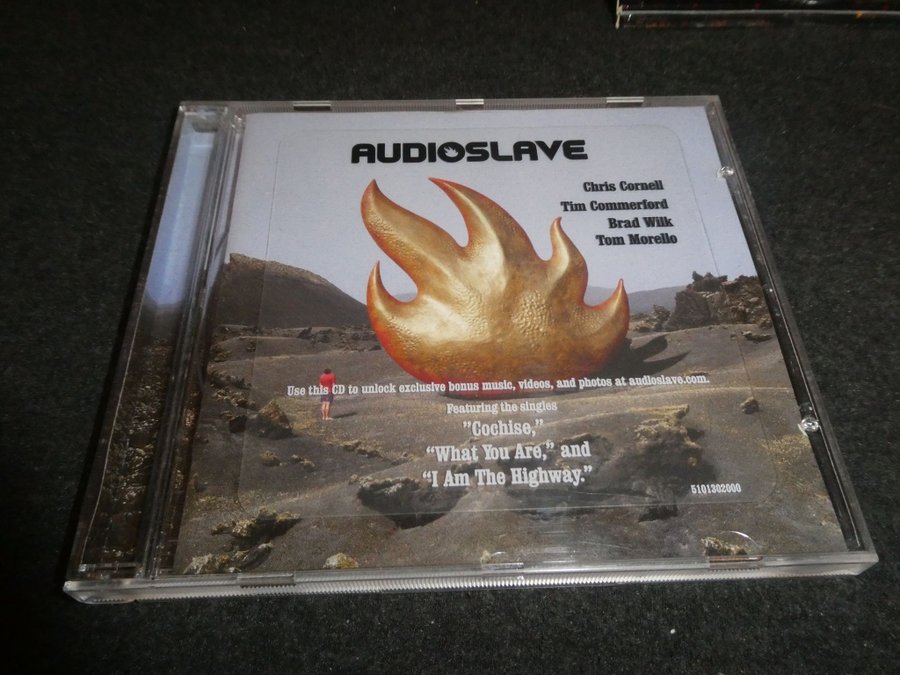 AUDIOSLAVE
Chris Cornell
Tim Commerford
Brad Wilk
Tom Morello
Use this CD to unlock exclusive bonus music, videos, and photos at audioslave.com.
Featuring the singles
"Cochise,"
"What You Are," and
"I Am The Highway."
5101302000